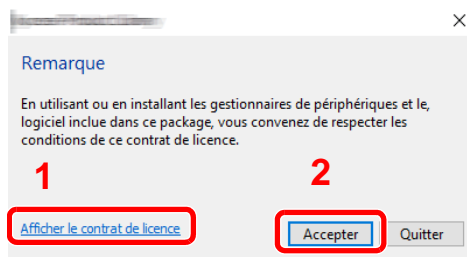 Remarque
En utilisant ou en installant les gestionnaires de périphériques et le,
logiciel inclue dans ce package, vous convenez de respecter les
conditions de ce contrat de licence.
1
2
Afficher le contrat de licence
Accepter
Quitter